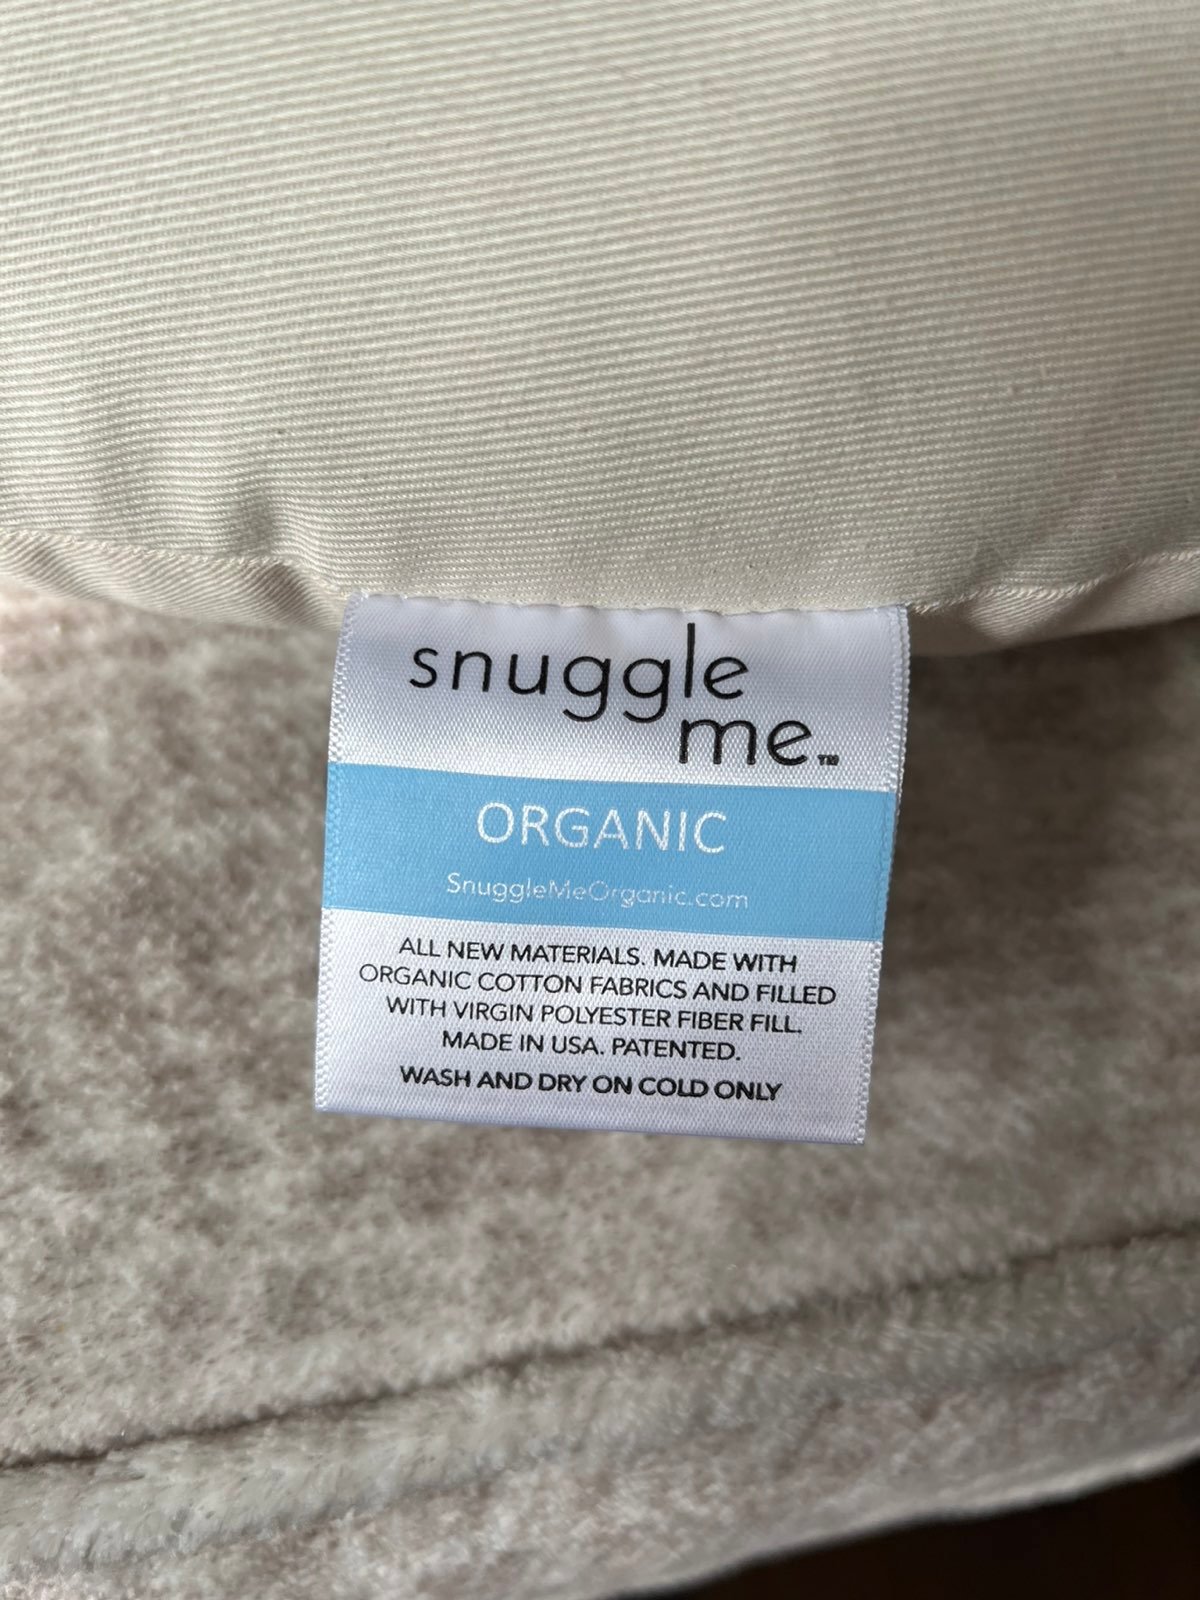 snuggle
me™
ORGANIC
SnuggleMeOrganic.com
ALL NEW MATERIALS. MADE WITH
ORGANIC COTTON FABRICS AND FILLED
WITH VIRGIN POLYESTER FIBER FILL.
MADE IN USA. PATENTED.
WASH AND DRY ON COLD ONLY